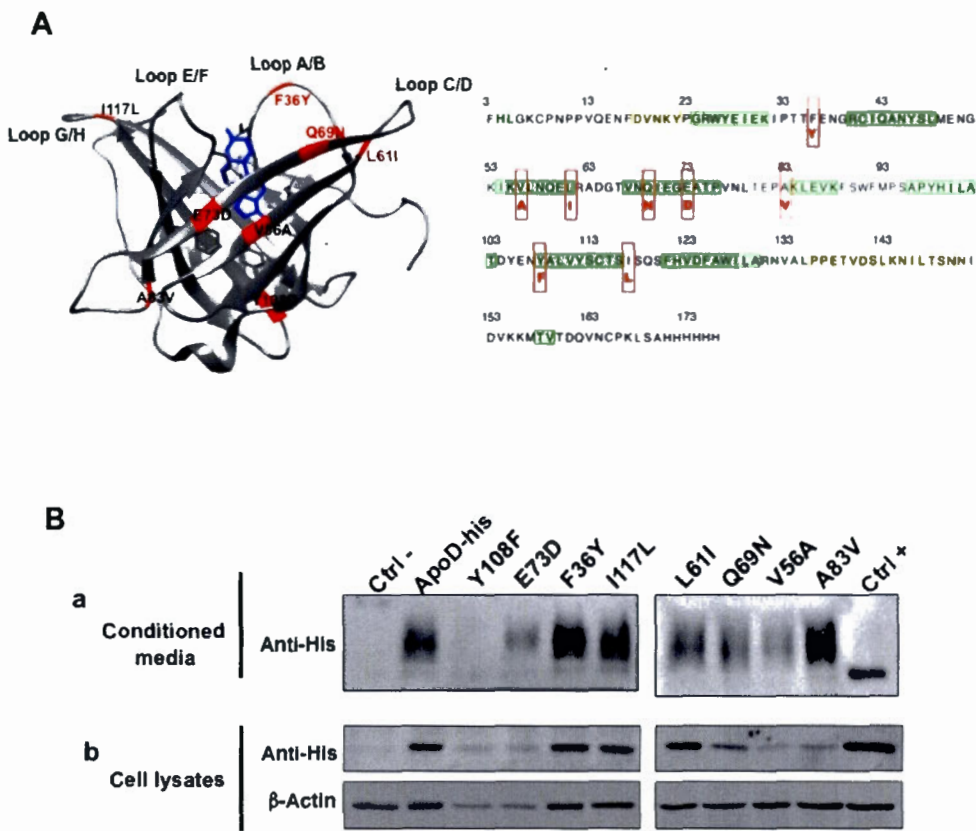 A
Loop E/F
Loop A/B
Loop C/D
I117L
F36Y
Loop G/H
Q69N
L61I
E73D
V56A
A83V
3 13 23 33 43
FHLGKCPNPPVQENFDVNKYPGRWYEIEKIPTTFENGRCIQANYSLMENG
Y
53 63 73 83 93
KIKVLNQELRADGTVNQIEGEATPVNLTEPAKLEVKFSWFMPSAPYHILA
A I N D V
103 113 123 133 143
TDYENYALVYSCTSISQSFHVDFAWILARNVALPPETVDSLKNILTSNNI
F L
153 163 173
DVKKMTVTDQVNCPKLSAHHHHHH
B
Ctrl - ApoD-his Y108F E73D F36Y I117L L61I Q69N V56A A83V Ctrl +
a
Conditioned
media
Anti-His
b
Cell lysates
Anti-His
β-Actin